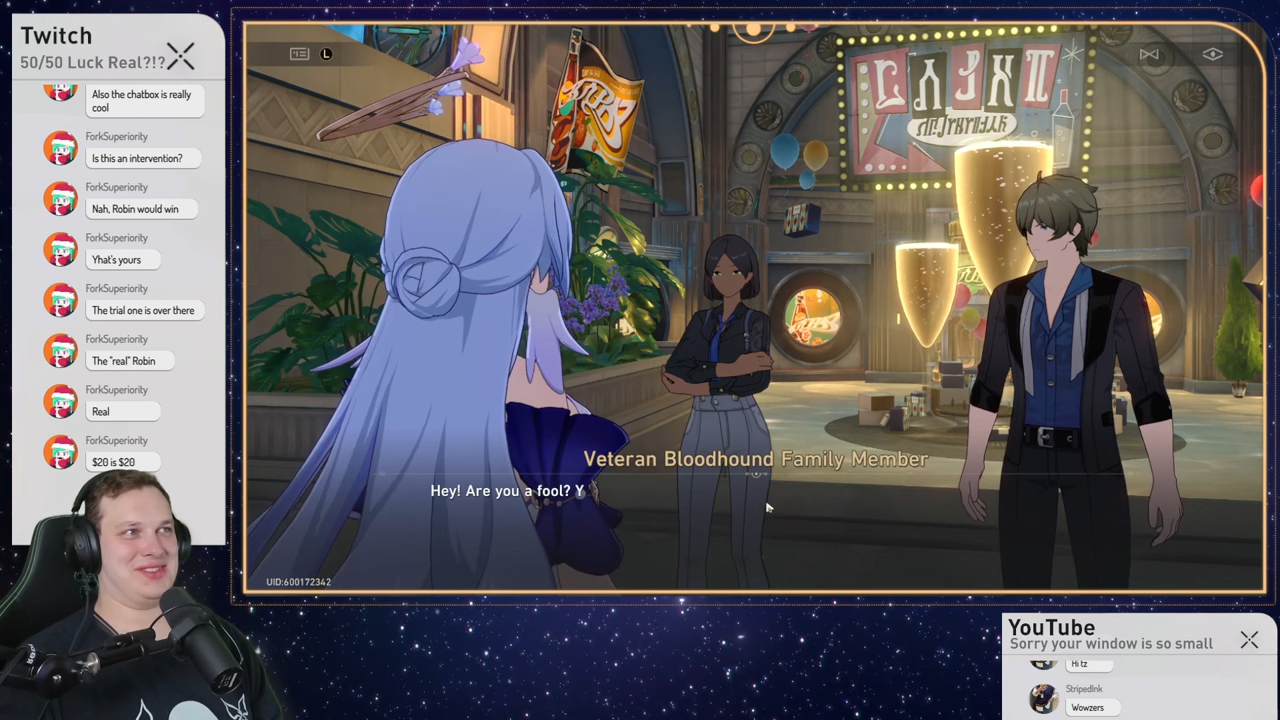 Twitch
50/50 Luck Real?!?
Also the chatbox is really
cool
ForkSuperiority
Is this an intervention?
ForkSuperiority
Nah, Robin would win
ForkSuperiority
Yhat's yours
ForkSuperiority
The trial one is over there
ForkSuperiority
The "real" Robin
ForkSuperiority
Real
ForkSuperiority
$20 is $20
L
Veteran Bloodhound Family Member
Hey! Are you a fool? Y
UID:600172342
YouTube
Sorry your window is so small
Hi tz
StripedInk
Wowzers